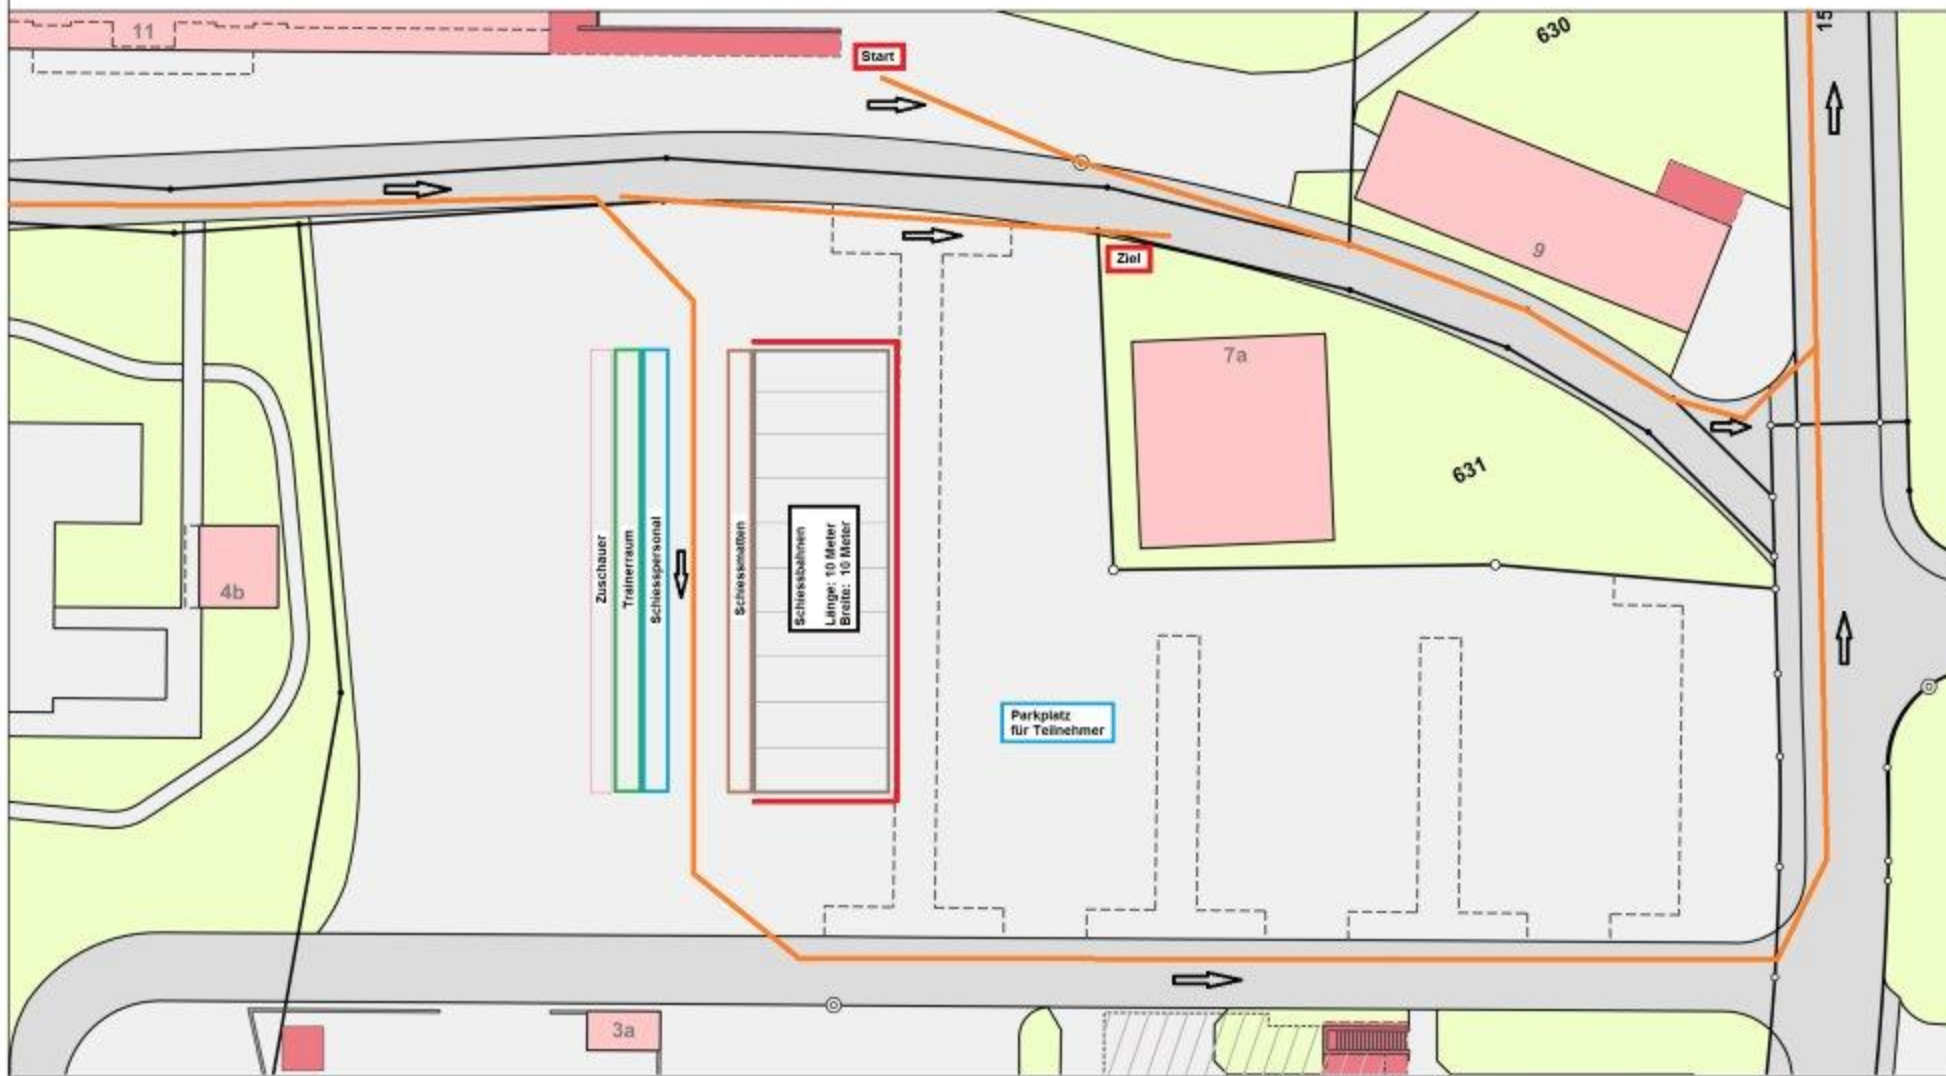 11
Start
630
15
9
Ziel
7a
631
Zuschauer
Trainerraum
Schiesspersonal
Schiessmatten
Schiessbahnen
Länge: 10 Meter
Breite: 10 Meter
4b
Parkplatz
für Teilnehmer
3a